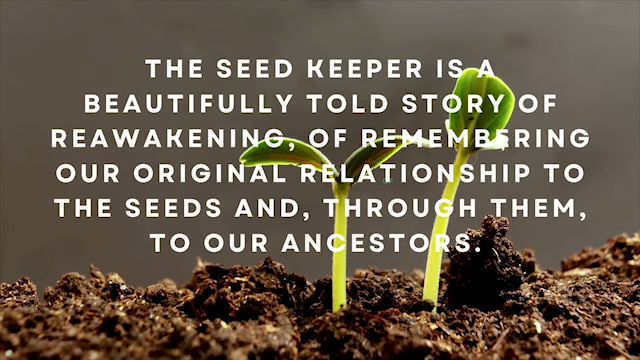 THE SEED KEEPER IS A
BEAUTIFULLY TOLD STORY OF
REAWAKENING, OF REMEMBERING
OUR ORIGINAL RELATIONSHIP TO
THE SEEDS AND, THROUGH THEM,
TO OUR ANCESTORS.